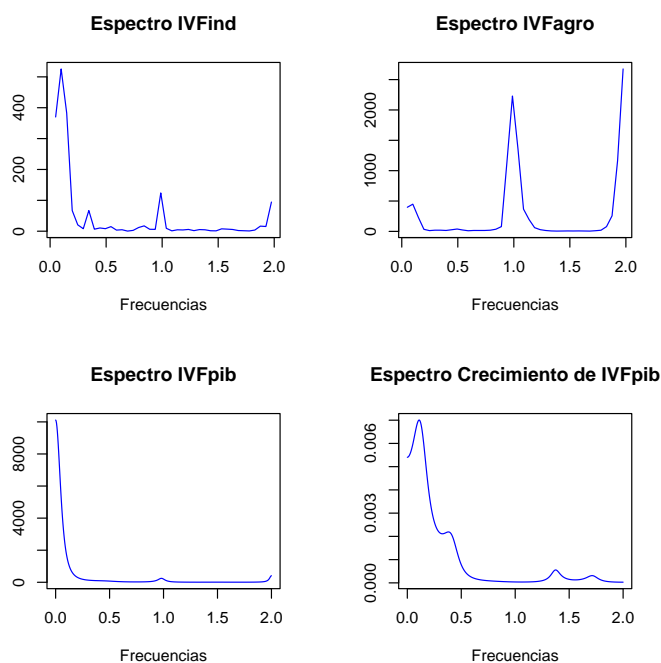 Espectro IVFind
0 200 400
0.0 0.5 1.0 1.5 2.0
Frecuencias
Espectro IVFagro
0 1000 2000
0.0 0.5 1.0 1.5 2.0
Frecuencias
Espectro IVFpib
0 4000 8000
0.0 0.5 1.0 1.5 2.0
Frecuencias
Espectro Crecimiento de IVFpib
0.000 0.003 0.006
0.0 0.5 1.0 1.5 2.0
Frecuencias